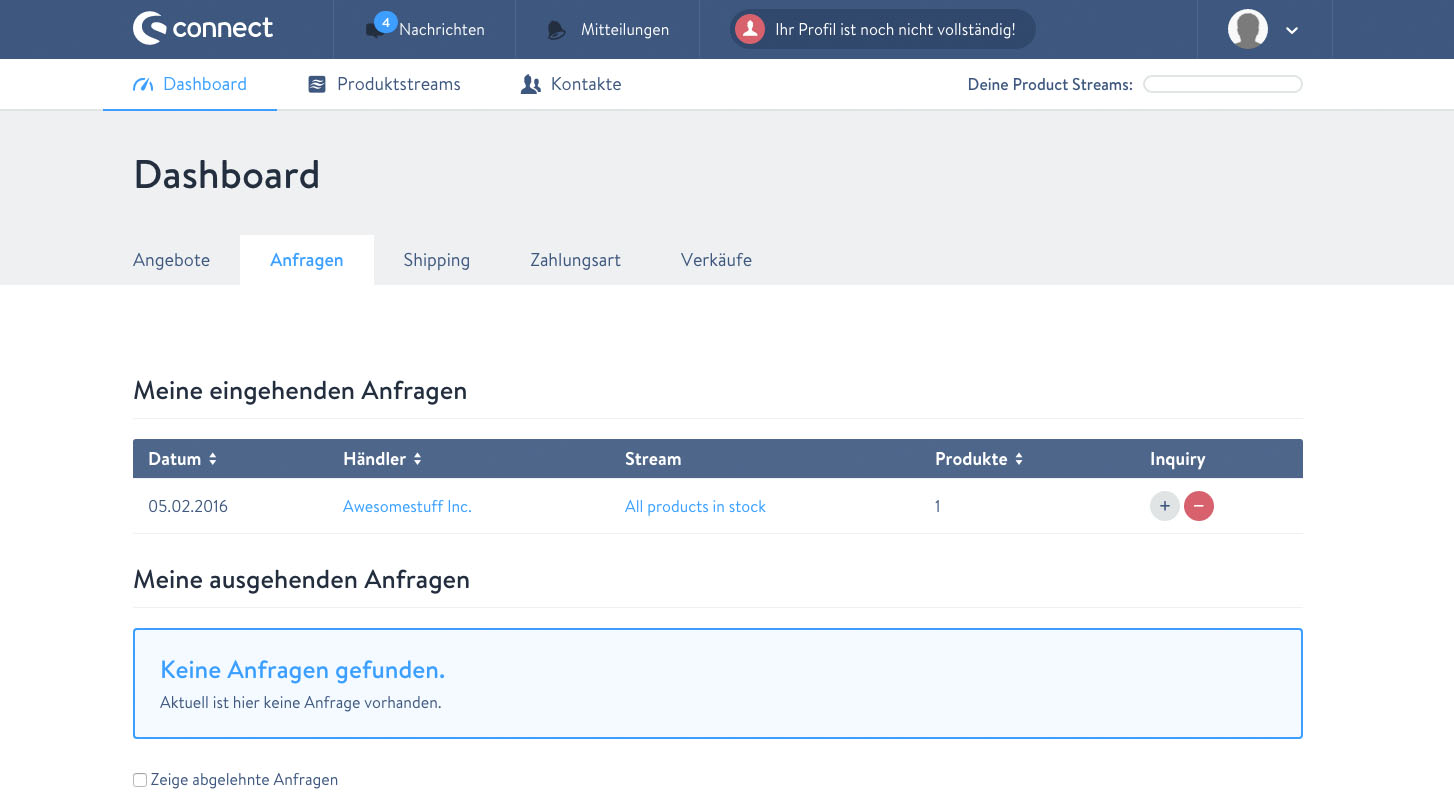 connect
4
Nachrichten
Mitteilungen
Ihr Profil ist noch nicht vollständig!
Dashboard
Produktstreams
Kontakte
Deine Product Streams:
Dashboard
Angebote
Anfragen
Shipping
Zahlungsart
Verkäufe
Meine eingehenden Anfragen
Datum
Händler
Stream
Produkte
Inquiry
05.02.2016
Awesomestuff Inc.
All products in stock
1
Meine ausgehenden Anfragen
Keine Anfragen gefunden.
Aktuell ist hier keine Anfrage vorhanden.
Zeige abgelehnte Anfragen